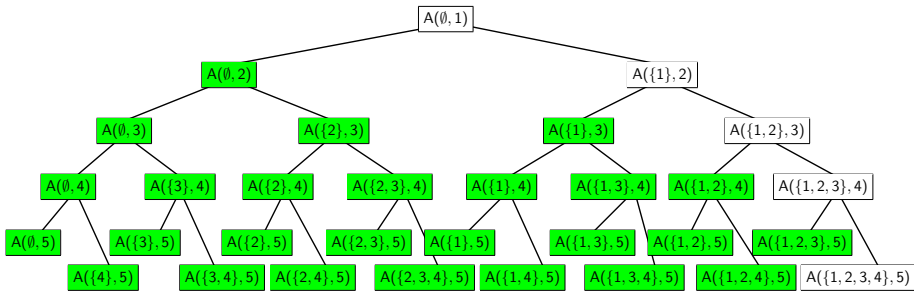 A(∅, 1)
A(∅, 2)
A({1}, 2)
A(∅, 3)
A({2}, 3)
A({1}, 3)
A({1, 2}, 3)
A(∅, 4)
A({3}, 4)
A({2}, 4)
A({2, 3}, 4)
A({1}, 4)
A({1, 3}, 4)
A({1, 2}, 4)
A({1, 2, 3}, 4)
A(∅, 5)
A({3}, 5)
A({2}, 5)
A({2, 3}, 5)
A({1}, 5)
A({1, 3}, 5)
A({1, 2}, 5)
A({1, 2, 3}, 5)
A({4}, 5)
A({3, 4}, 5)
A({2, 4}, 5)
A({2, 3, 4}, 5)
A({1, 4}, 5)
A({1, 3, 4}, 5)
A({1, 2, 4}, 5)
A({1, 2, 3, 4}, 5)